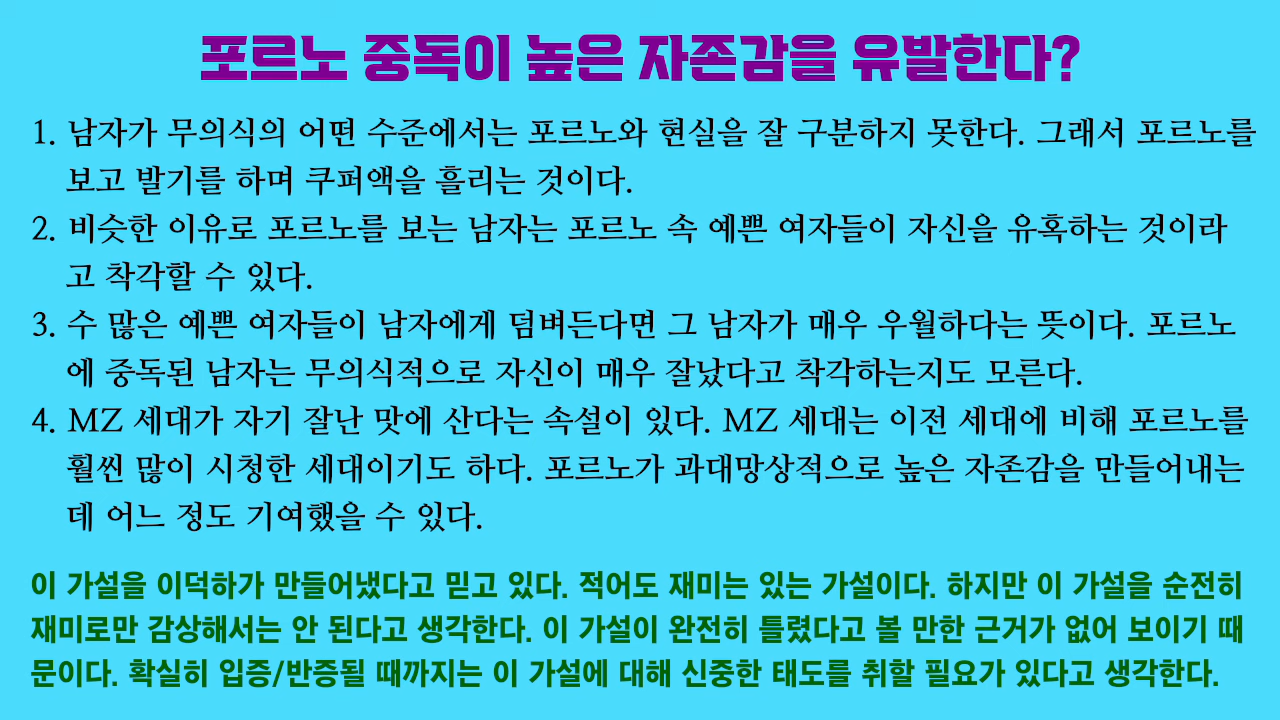 포르노 중독이 높은 자존감을 유발한다?
1. 남자가 무의식의 어떤 수준에서는 포르노와 현실을 잘 구분하지 못한다. 그래서 포르노를
보고 발기를 하며 쿠퍼액을 흘리는 것이다.
2. 비슷한 이유로 포르노를 보는 남자는 포르노 속 예쁜 여자들이 자신을 유혹하는 것이라
고 착각할 수 있다.
3. 수 많은 예쁜 여자들이 남자에게 덤벼든다면 그 남자가 매우 우월하다는 뜻이다. 포르노
에 중독된 남자는 무의식적으로 자신이 매우 잘났다고 착각하는지도 모른다.
4. MZ 세대가 자기 잘난 맛에 산다는 속설이 있다. MZ 세대는 이전 세대에 비해 포르노를
훨씬 많이 시청한 세대이기도 하다. 포르노가 과대망상적으로 높은 자존감을 만들어내는
데 어느 정도 기여했을 수 있다.
이 가설을 이덕하가 만들어냈다고 믿고 있다. 적어도 재미는 있는 가설이다. 하지만 이 가설을 순전히
재미로만 감상해서는 안 된다고 생각한다. 이 가설이 완전히 틀렸다고 볼 만한 근거가 없어 보이기 때
문이다. 확실히 입증/반증될 때까지는 이 가설에 대해 신중한 태도를 취할 필요가 있다고 생각한다.